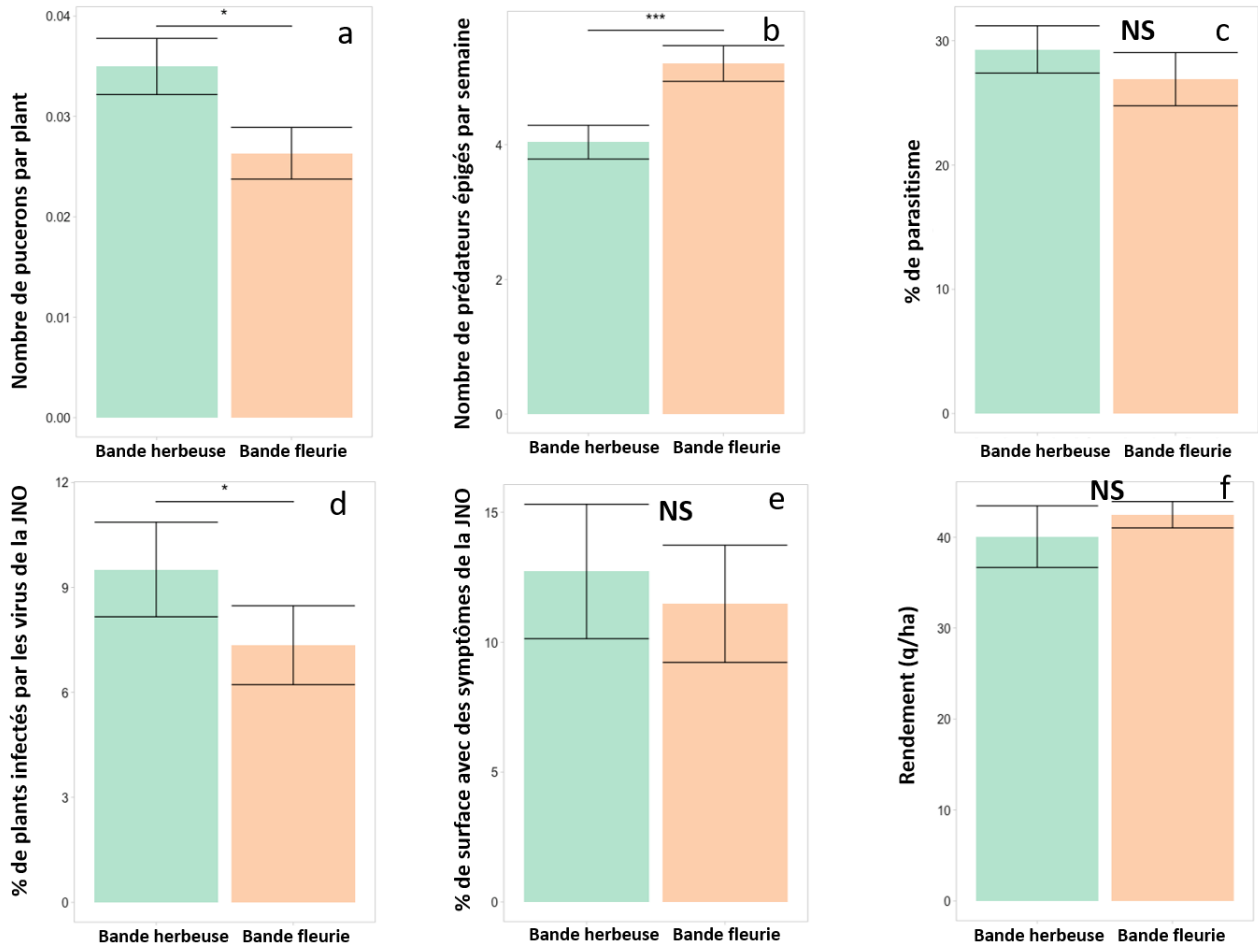 Nombre de pucerons par plant
0.04
0.03
0.02
0.01
0.00
*
a
Bande herbeuse Bande fleurie
Nombre de prédateurs épigés par semaine
4
2
0
***
b
Bande herbeuse Bande fleurie
% de parasitisme
30
20
10
0
NS
c
Bande herbeuse Bande fleurie
% de plants infectés par les virus de la JNO
12
9
6
3
0
*
d
Bande herbeuse Bande fleurie
% de surface avec des symptômes de la JNO
15
10
5
0
NS
e
Bande herbeuse Bande fleurie
Rendement (q/ha)
40
30
20
10
0
NS
f
Bande herbeuse Bande fleurie